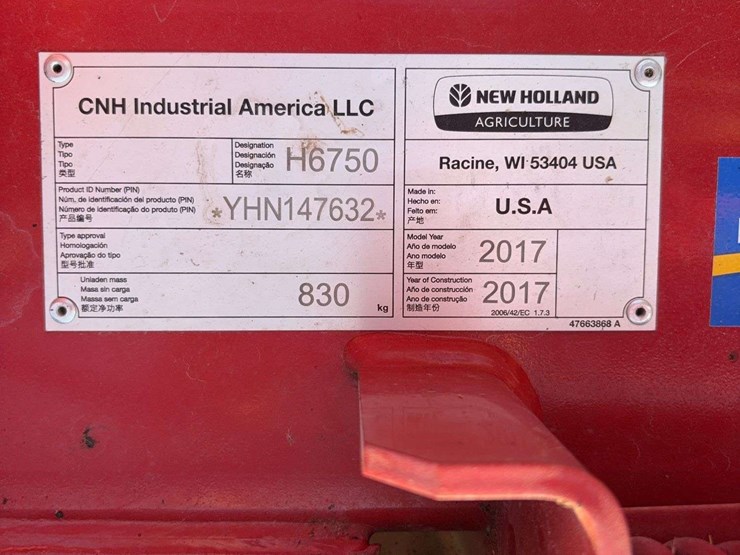 CNH Industrial America LLC
Type
Tipo
Tipo
类型
Designation
Designación
Designação
名称
H6750
Product ID Number (PIN)
Núm. de identificación del producto (PIN)
Número de identificação do produto (PIN)
产品编号
*YHN147632*
Type approval
Homologación
Aprovação do tipo
型号批准
Unladen mass
Masa sin carga
Massa sem carga
额定净功率
830
kg
NEW HOLLAND
AGRICULTURE
Racine, WI 53404 USA
Made in:
Hecho en:
Feito em:
产地
U.S.A
Model Year
Año de modelo
Ano modelo
年型
2017
Year of Construction
Año de construcción
Ano de construção
制造年份
2017
2006/42/EC 1.7.3
47663868 A